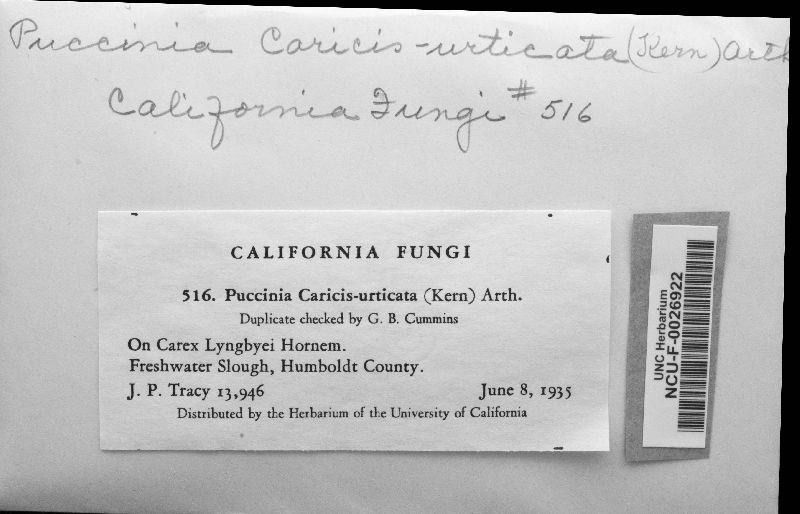 Puccinia Caricis-urticata (Kern) Arth
California Fungi # 516
CALIFORNIA FUNGI
516. Puccinia Caricis-urticata (Kern) Arth.
Duplicate checked by G. B. Cummins
On Carex Lyngbyei Hornem.
Freshwater Slough, Humboldt County.
J. P. Tracy 13,946 June 8, 1935
Distributed by the Herbarium of the University of California
UNC Herbarium
NCU-F-0026922